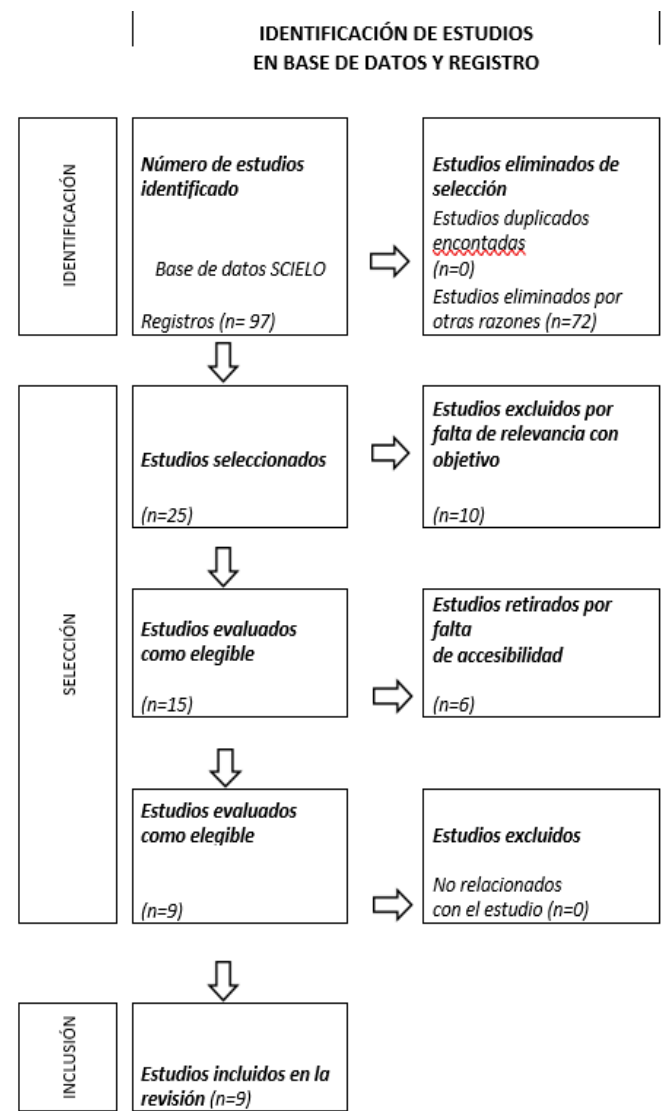 IDENTIFICACIÓN DE ESTUDIOS
EN BASE DE DATOS Y REGISTRO
IDENTIFICACIÓN
Número de estudios
identificado
Base de datos SCIELO
Registros (n= 97)
Estudios eliminados de
selección
Estudios duplicados
encontadas
(n=0)
Estudios eliminados por
otras razones (n=72)
SELECCIÓN
Estudios seleccionados
(n=25)
Estudios excluidos por
falta de relevancia con
objetivo
(n=10)
Estudios evaluados
como elegible
(n=15)
Estudios retirados por
falta
de accesibilidad
(n=6)
Estudios evaluados
como elegible
(n=9)
Estudios excluidos
No relacionados
con el estudio (n=0)
INCLUSIÓN
Estudios incluidos en la
revisión (n=9)